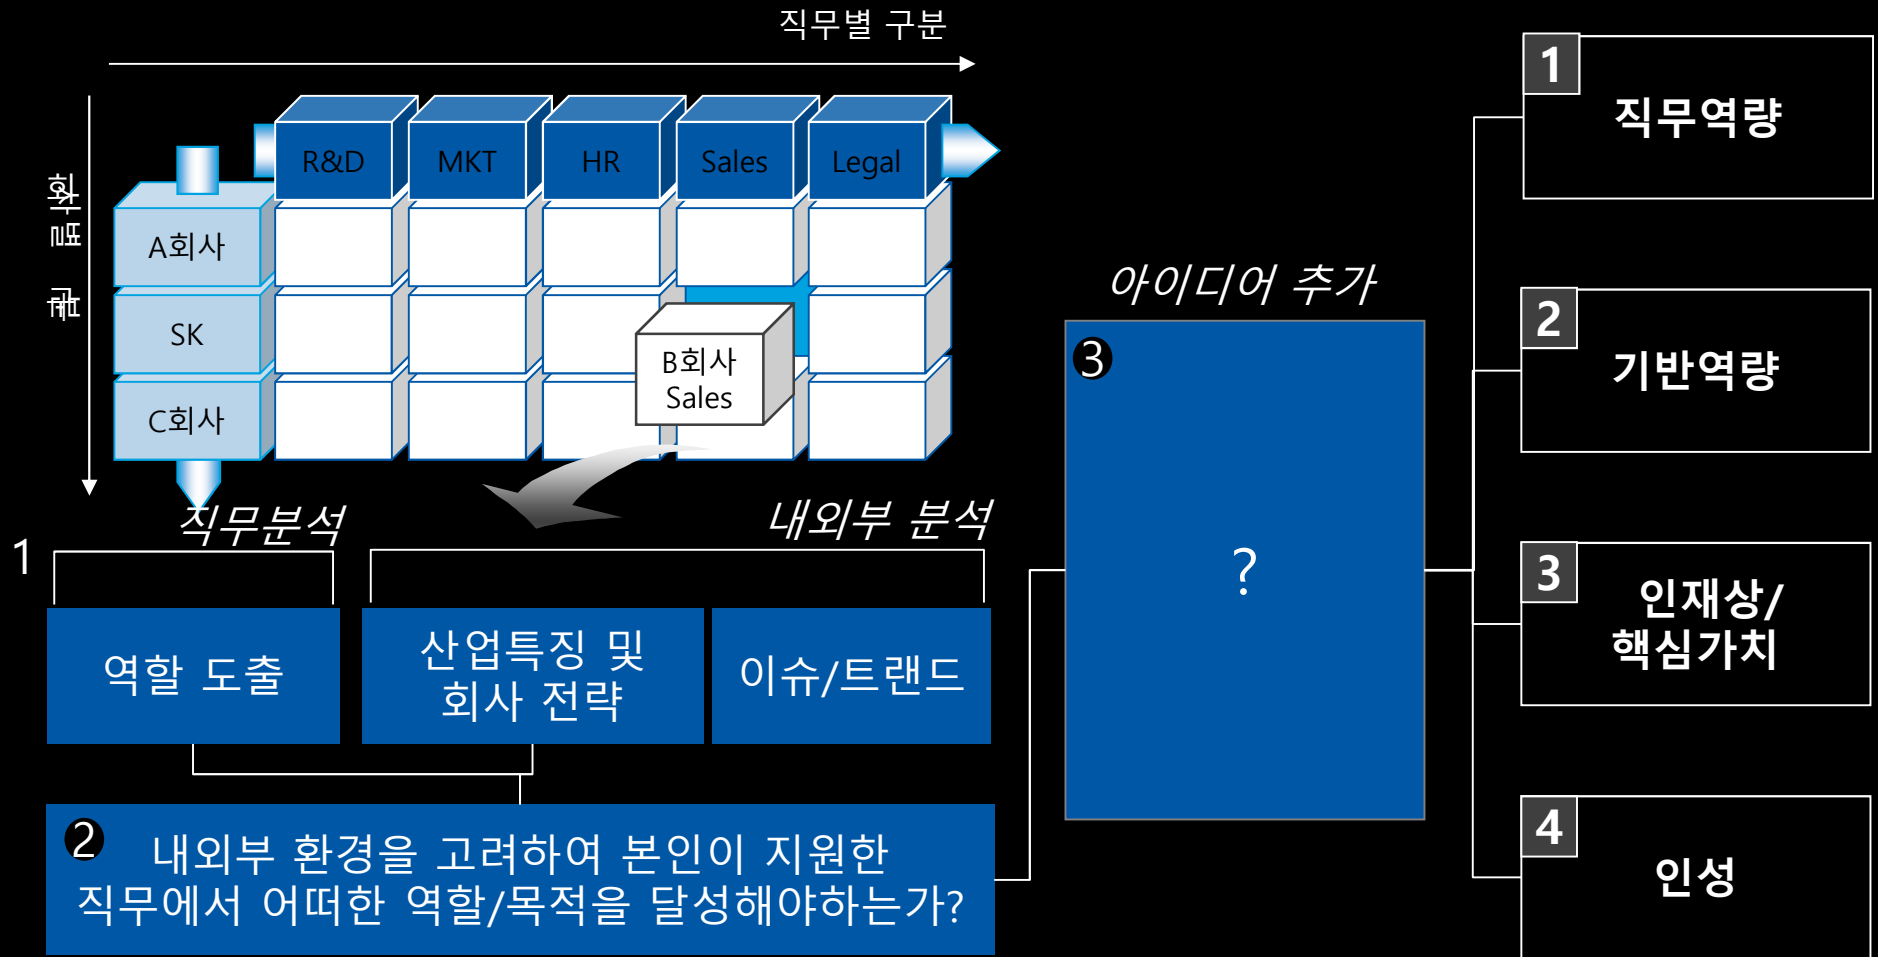 직무별 구분
회사별 구분
R&D
MKT
HR
Sales
Legal
A회사
SK
C회사
B회사
Sales
직무분석
내외부 분석
1
역할 도출
산업특징 및
회사 전략
이슈/트랜드
2
내외부 환경을 고려하여 본인이 지원한
직무에서 어떠한 역할/목적을 달성해야하는가?
아이디어 추가
3
?
1
직무역량
2
기반역량
3
인재상/
핵심가치
4
인성